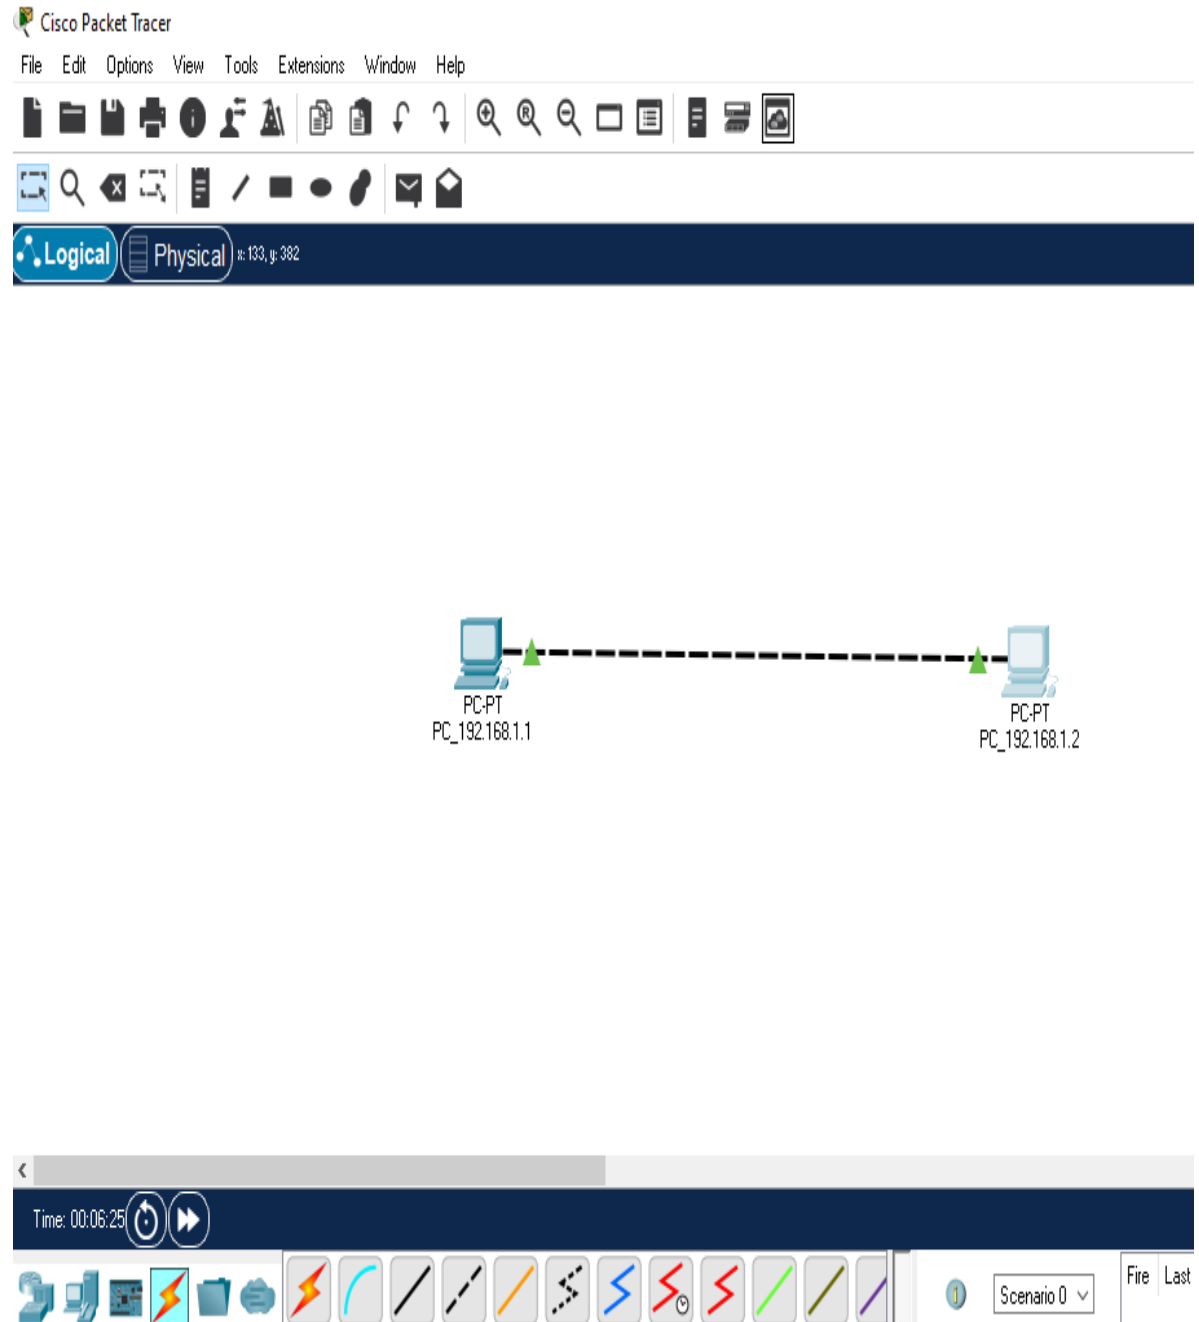 Cisco Packet Tracer
File Edit Options View Tools Extensions Window Help
Logical Physical x: 133, y: 382
PC-PT
PC_192.168.1.1
PC-PT
PC_192.168.1.2
Time: 00:06:25
Scenario 0
Fire Last